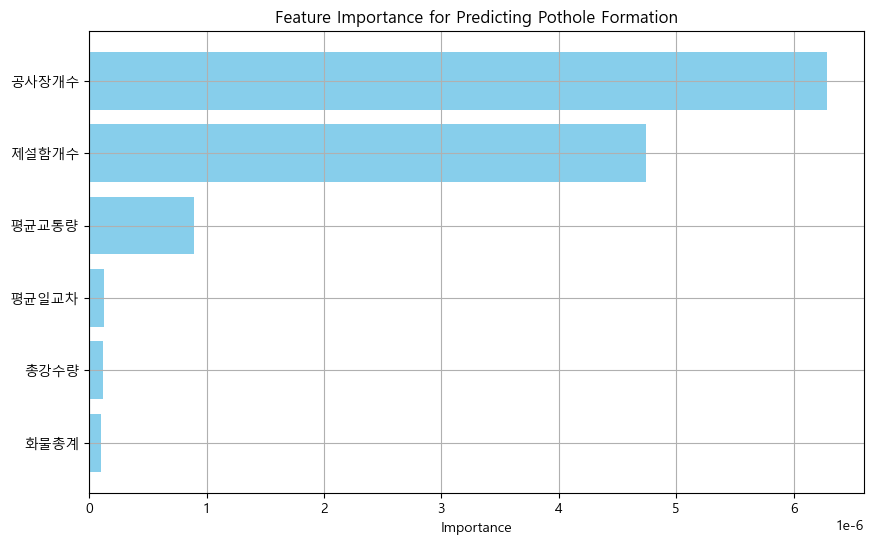 Feature Importance for Predicting Pothole Formation
공사장개수
제설함개수
평균교통량
평균일교차
총강수량
화물총계
0 1 2 3 4 5 6
1e-6
Importance